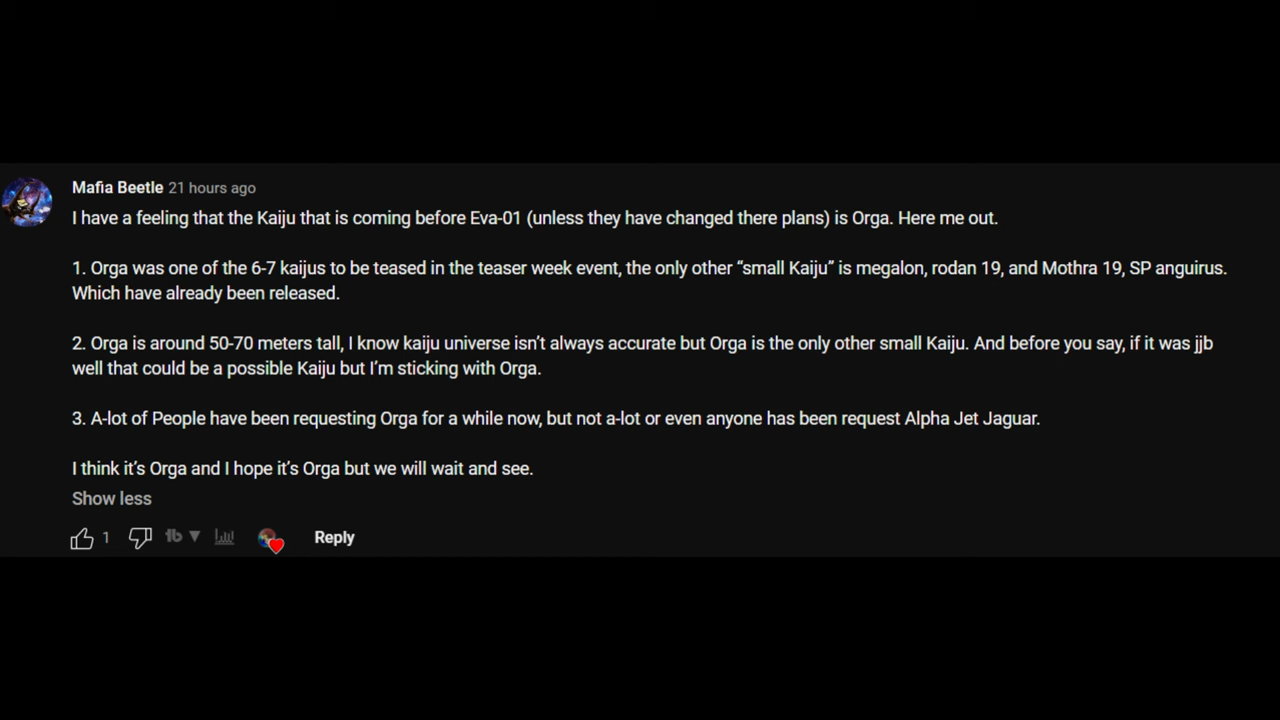 Mafia Beetle 21 hours ago
I have a feeling that the Kaiju that is coming before Eva-01 (unless they have changed there plans) is Orga. Here me out.
1. Orga was one of the 6-7 kaijus to be teased in the teaser week event, the only other “small Kaiju” is megalon, rodan 19, and Mothra 19, SP anguirus.
Which have already been released.
2. Orga is around 50-70 meters tall, I know kaiju universe isn’t always accurate but Orga is the only other small Kaiju. And before you say, if it was jjb
well that could be a possible Kaiju but I’m sticking with Orga.
3. A-lot of People have been requesting Orga for a while now, but not a-lot or even anyone has been request Alpha Jet Jaguar.
I think it’s Orga and I hope it’s Orga but we will wait and see.
Show less
1 tb Reply